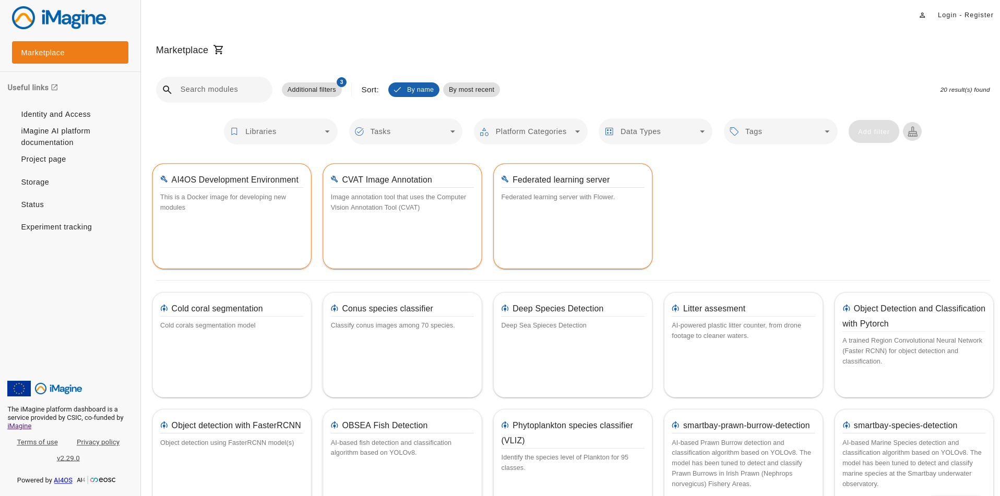 iMagine
Marketplace
Useful links
Identity and Access
iMagine AI platform
documentation
Project page
Storage
Status
Experiment tracking
iMagine
The iMagine platform dashboard is a
service provided by CSIC, co-funded by
iMagine
Terms of use Privacy policy
v2.29.0
Powered by AI4OS AI4 eosc
Login - Register
Marketplace
Search modules Additional filters 3 Sort: By name By most recent 20 result(s) found
Libraries Tasks Platform Categories Data Types Tags Add filter
AI4OS Development Environment
This is a Docker image for developing new
modules
CVAT Image Annotation
Image annotation tool that uses the Computer
Vision Annotation Tool (CVAT)
Federated learning server
Federated learning server with Flower.
Cold coral segmentation
Cold corals segmentation model
Conus species classifier
Classify conus images among 70 species.
Deep Species Detection
Deep Sea Spieces Detection
Litter assesment
AI-powered plastic litter counter, from drone
footage to cleaner waters.
Object Detection and Classification
with Pytorch
A trained Region Convolutional Neural Network
(Faster RCNN) for object detection and
classification.
Object detection with FasterRCNN
Object detection using FasterRCNN model(s)
OBSEA Fish Detection
AI-based fish detection and classification
algorithm based on YOLOv8.
Phytoplankton species classifier
(VLIZ)
Identify the species level of Plankton for 95
classes.
smartbay-prawn-burrow-detection
AI-based Prawn Burrow detection and
classification algorithm based on YOLOv8. The
model has been tuned to detect and classify
Prawn Burrows in Irish Prawn (Nephrops
norvegicus) Fishery Areas.
smartbay-species-detection
AI-based Marine Species detection and
classification algorithm based on YOLOv8. The
model has been tuned to detect and classify
marine species at the Smartbay underwater
observatory.